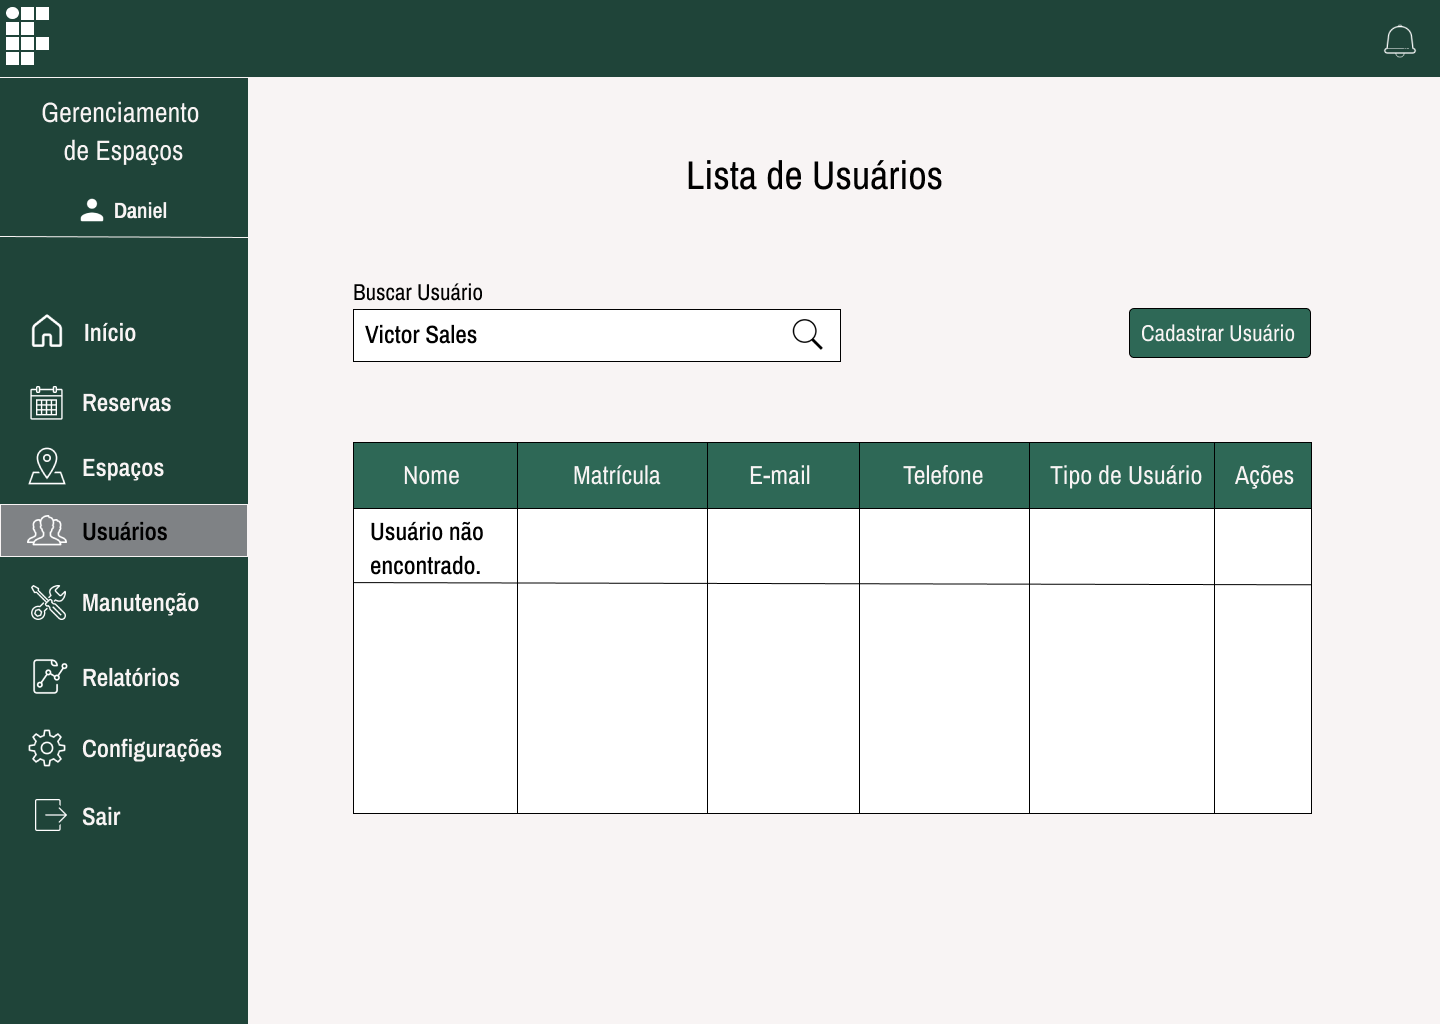 Gerenciamento
de Espaços
Daniel
Início
Reservas
Espaços
Usuários
Manutenção
Relatórios
Configurações
Sair
Lista de Usuários
Buscar Usuário
Victor Sales
Cadastrar Usuário
Nome Matrícula E-mail Telefone Tipo de Usuário Ações
Usuário não
encontrado.